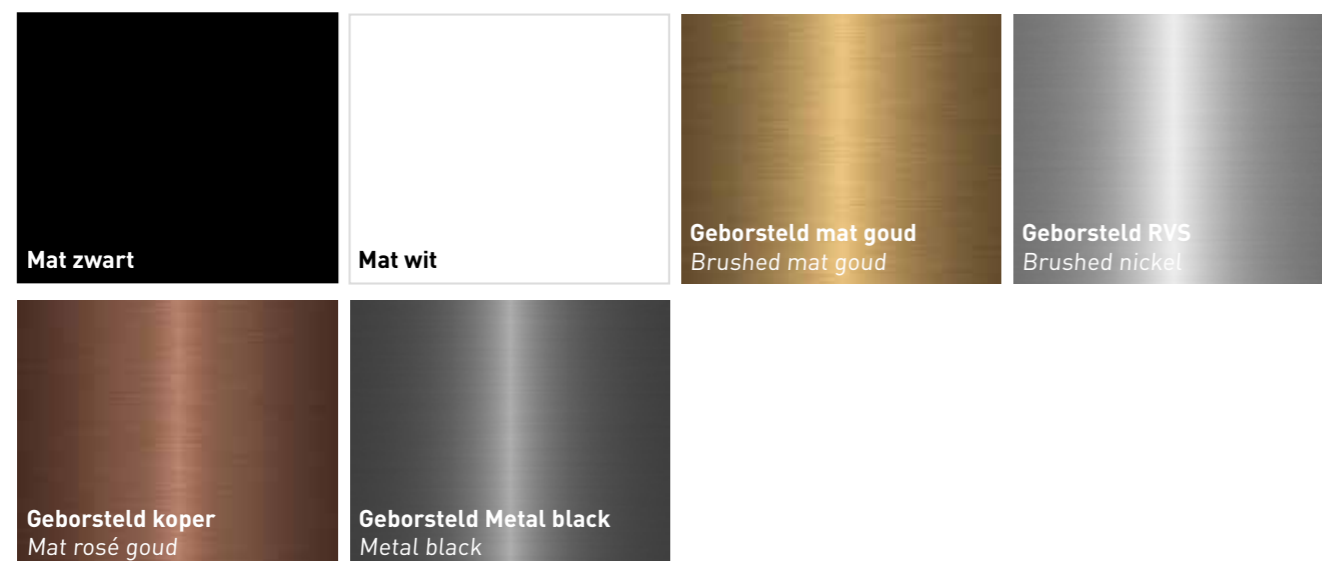 Mat zwart
Mat wit
Geborsteld mat goud
Brushed mat goud
Geborsteld RVS
Brushed nickel
Geborsteld koper
Mat rosé goud
Geborsteld Metal black
Metal black